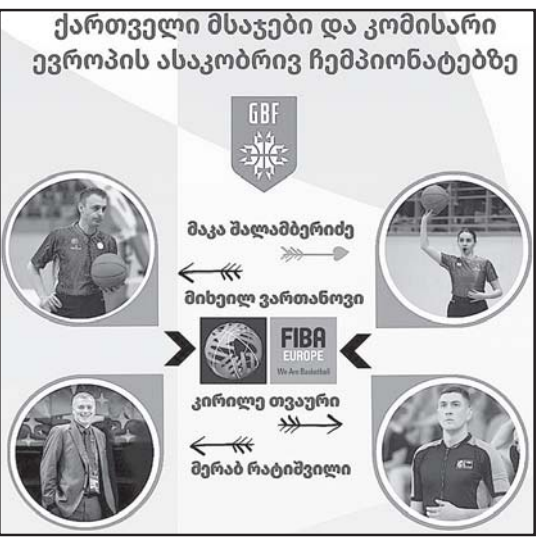 ქართველი მსაჯები და კომისარი
ევროპის ასაკობრივ ჩემპიონატებზე
GBF
მაკა შალამბერიძე
მიხეილ ვართანოვი
FIBA
EUROPE
We Are Basketball
კირილე თვაური
მერაბ რატიშვილი